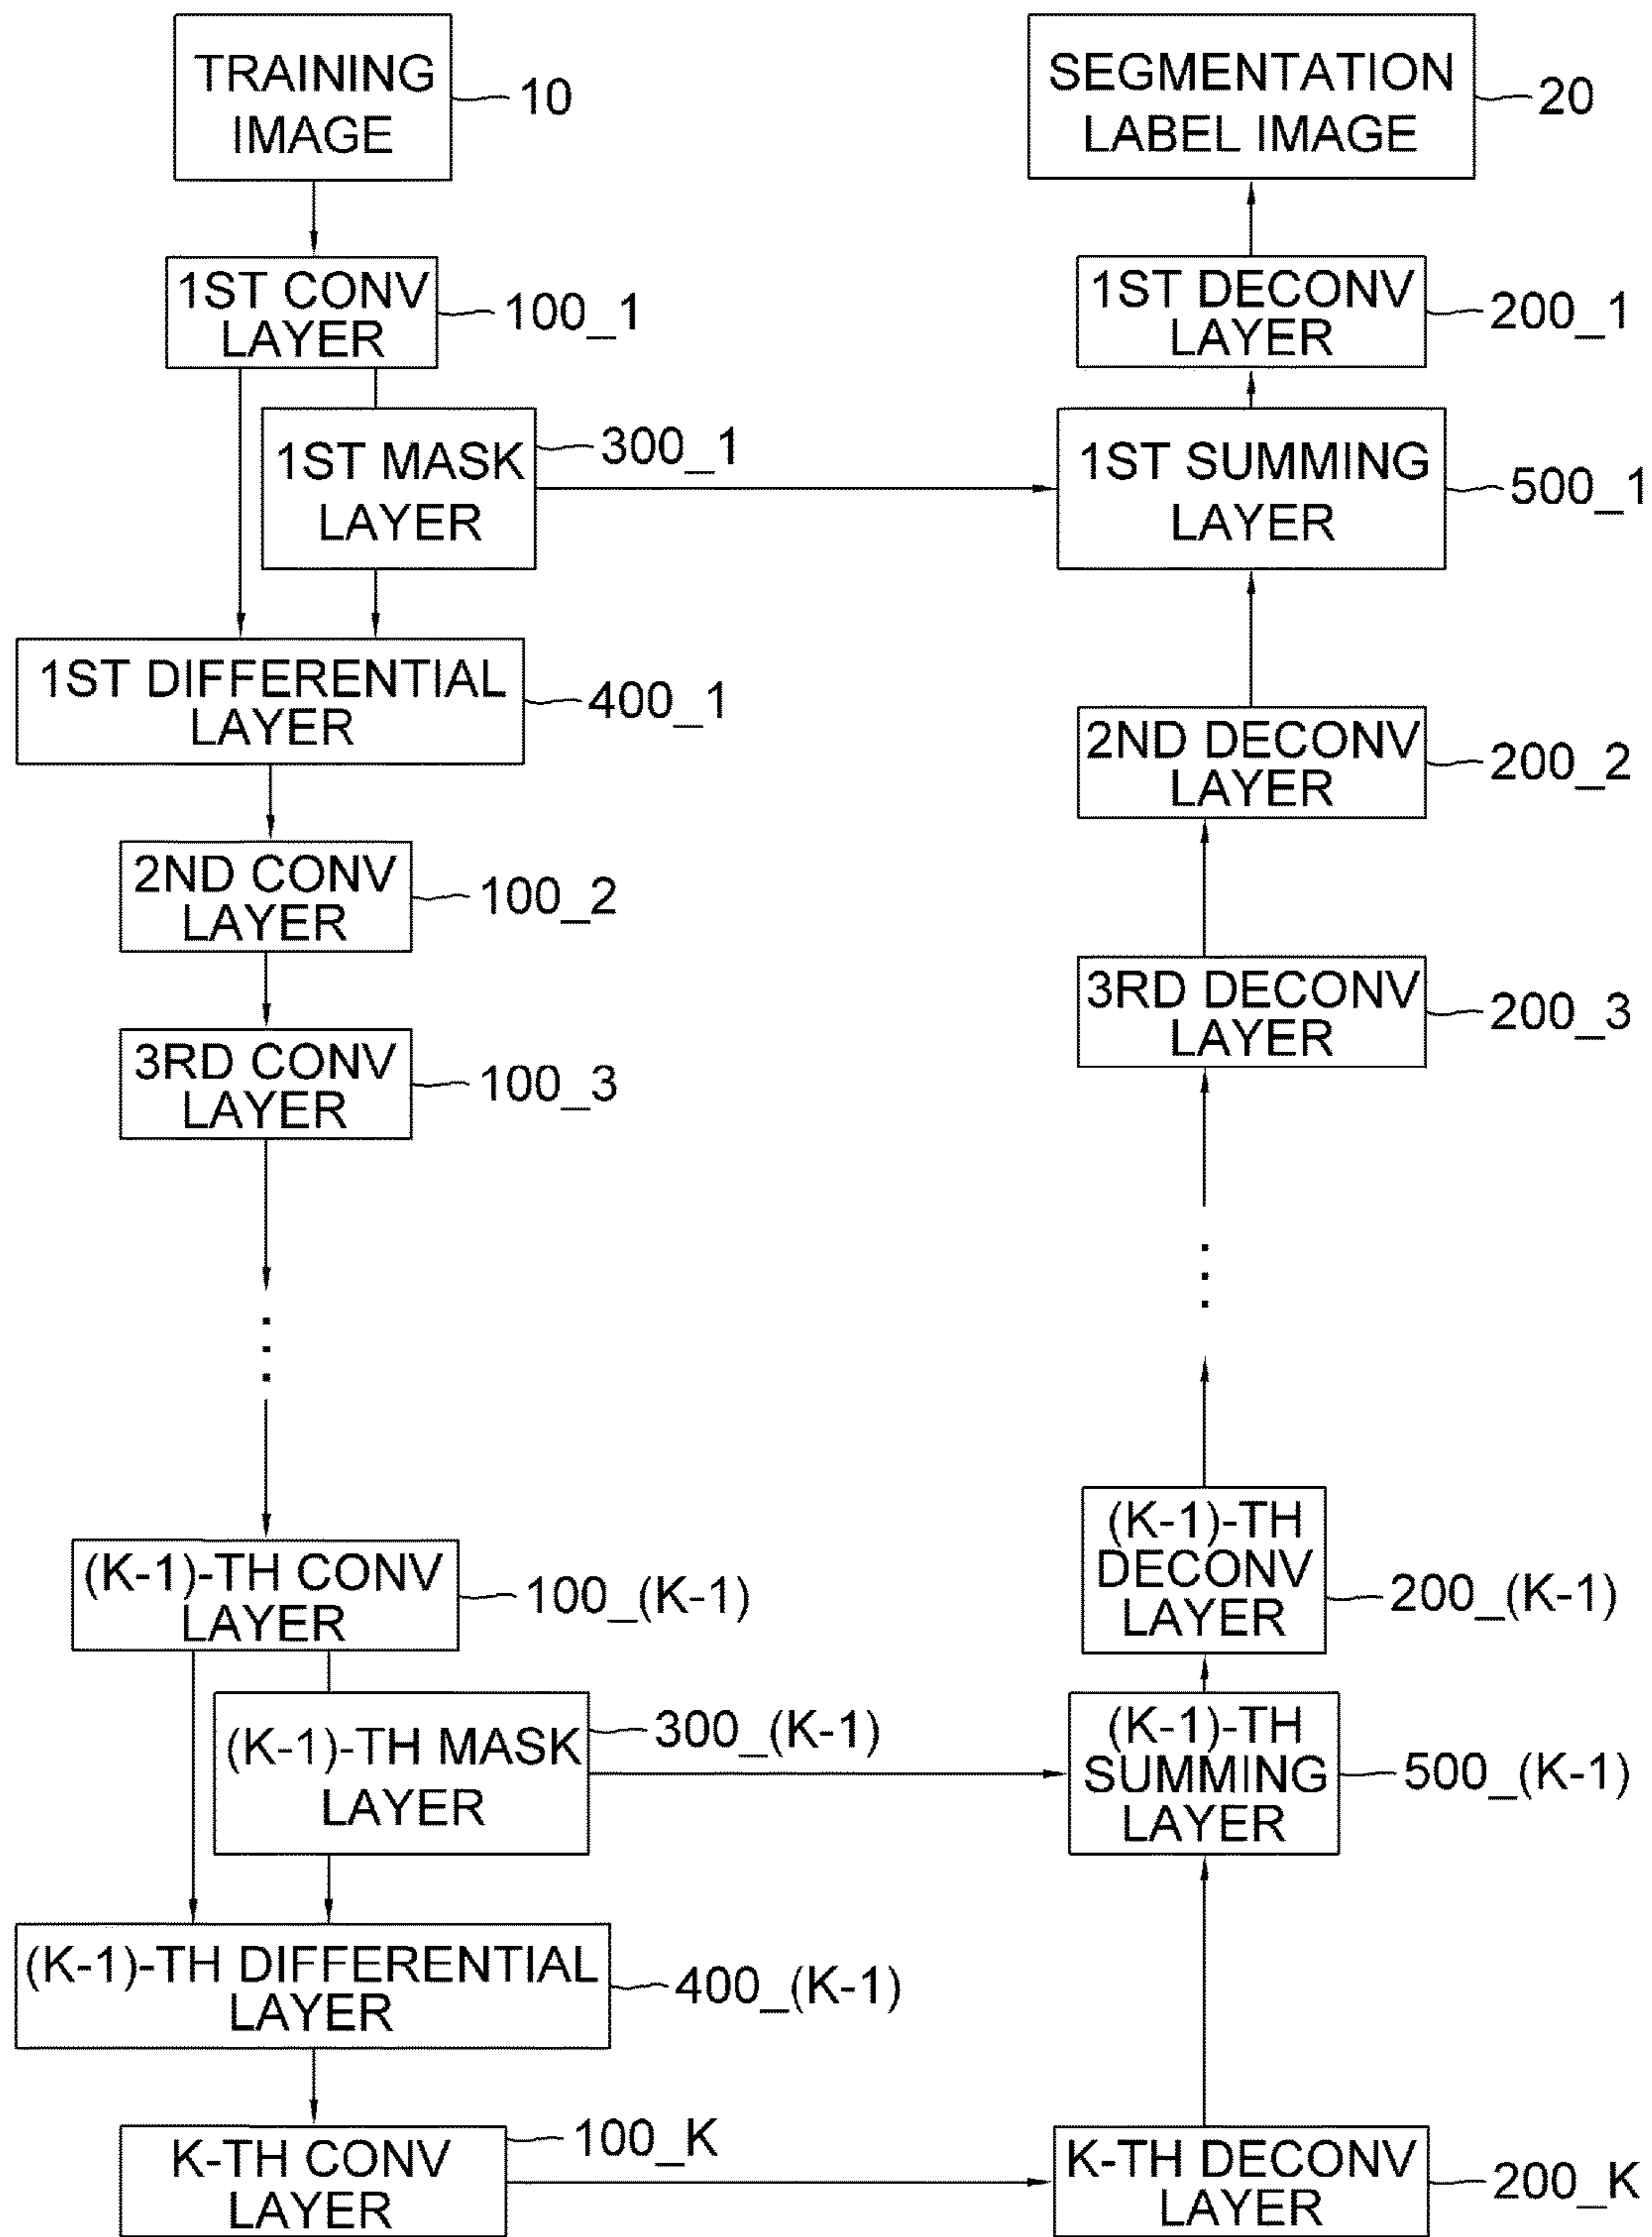 TRAINING
IMAGE
10
1ST CONV
LAYER
100_1
1ST MASK
LAYER
300_1
1ST DIFFERENTIAL
LAYER
400_1
2ND CONV
LAYER
100_2
3RD CONV
LAYER
100_3
(K-1)-TH CONV
LAYER
100_(K-1)
(K-1)-TH MASK
LAYER
300_(K-1)
(K-1)-TH DIFFERENTIAL
LAYER
400_(K-1)
K-TH CONV
LAYER
100_K
SEGMENTATION
LABEL IMAGE
20
1ST DECONV
LAYER
200_1
1ST SUMMING
LAYER
500_1
2ND DECONV
LAYER
200_2
3RD DECONV
LAYER
200_3
(K-1)-TH
DECONV
LAYER
200_(K-1)
(K-1)-TH
SUMMING
LAYER
500_(K-1)
K-TH DECONV
LAYER
200_K